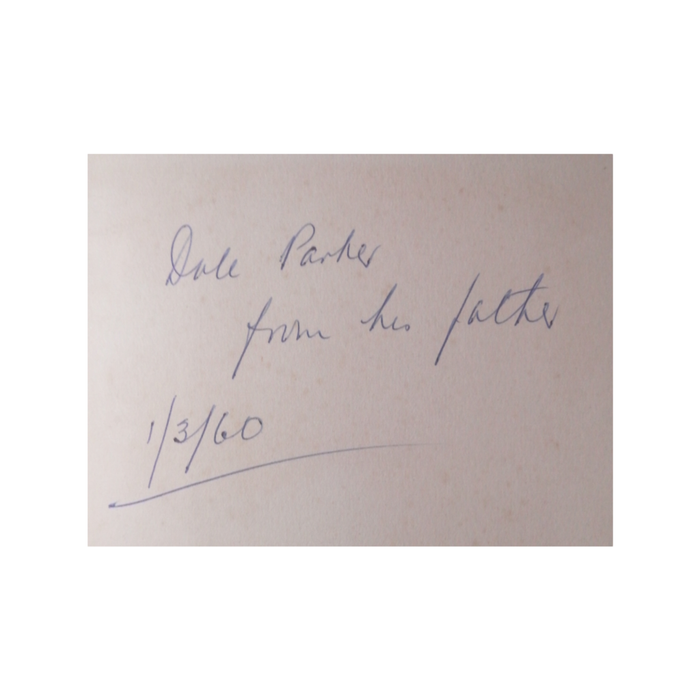 Dale Parker
from his father
1/3/60